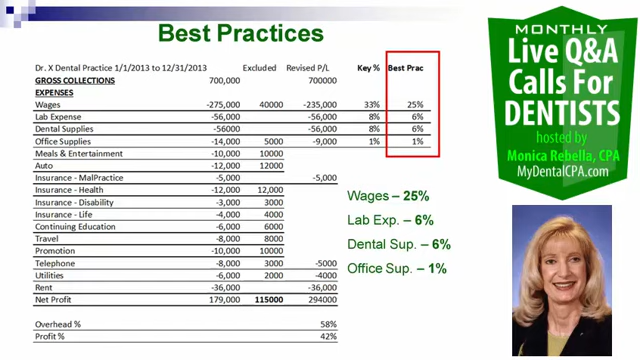 Best Practices
Dr. X Dental Practice 1/1/2013 to 12/31/2013 Excluded Revised P/L Key % Best Prac
GROSS COLLECTIONS 700,000 700000
EXPENSES
Wages -275,000 40000 -235,000 33% 25%
Lab Expense -56,000 -56,000 8% 6%
Dental Supplies -56000 -56,000 8% 6%
Office Supplies -14,000 5000 -9,000 1% 1%
Meals & Entertainment -10,000 10000
Auto -12,000 12000
Insurance - MalPractice -5,000 -5,000
Insurance - Health -12,000 12,000
Insurance - Disability -3,000 3000
Insurance - Life -4,000 4000
Continuing Education -6,000 6000
Travel -8,000 8000
Promotion -10,000 10000
Telephone -8,000 3000 -5000
Utilities -6,000 2000 -4000
Rent -36,000 -36,000
Net Profit 179,000 115000 294000
Overhead % 58%
Profit % 42%
Wages – 25%
Lab Exp. – 6%
Dental Sup. – 6%
Office Sup. – 1%
MONTHLY
Live Q&A
Calls For
DENTISTS
hosted by
Monica Rebella, CPA
MyDentalCPA.com